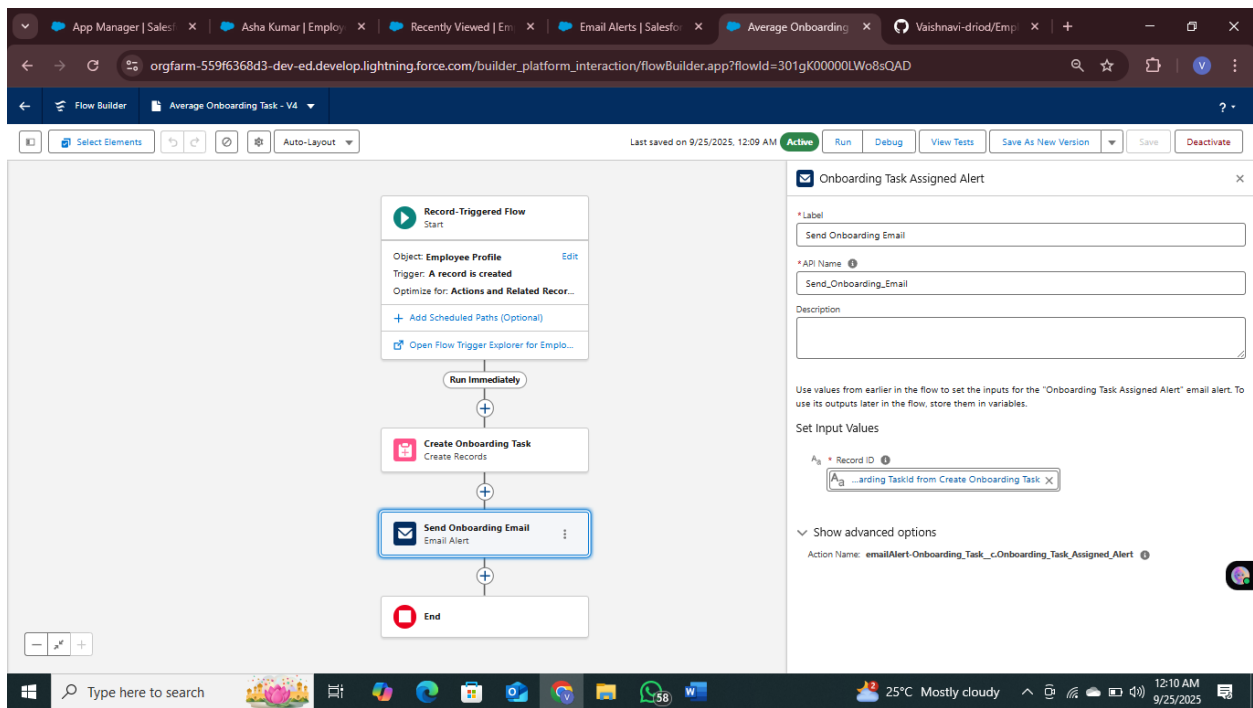 App Manager | Salesf
Asha Kumar | Employ
Recently Viewed | Em
Email Alerts | Salesfor
Average Onboarding
Vaishnavi-driod/Emp
orgfarm-559f6368d3-dev-ed.develop.lightning.force.com/builder_platform_interaction/flowBuilder.app?flowId=301gK00000LWo8sQAD
V
Flow Builder
Average Onboarding Task - V4
?
Select Elements
Auto-Layout
Last saved on 9/25/2025, 12:09 AM
Active
Run
Debug
View Tests
Save As New Version
Save
Deactivate
Record-Triggered Flow
Start
Object: Employee Profile
Edit
Trigger: A record is created
Optimize for: Actions and Related Recor...
+ Add Scheduled Paths (Optional)
Open Flow Trigger Explorer for Emplo...
Run Immediately
Create Onboarding Task
Create Records
Send Onboarding Email
Email Alert
End
Onboarding Task Assigned Alert
* Label
Send Onboarding Email
* API Name
Send_Onboarding_Email
Description
Use values from earlier in the flow to set the inputs for the "Onboarding Task Assigned Alert" email alert. To
use its outputs later in the flow, store them in variables.
Set Input Values
Aa * Record ID
Aa ...arding TaskId from Create Onboarding Task
Show advanced options
Action Name: emailAlert-Onboarding_Task__c.Onboarding_Task_Assigned_Alert
Type here to search
58
W
2
25°C Mostly cloudy
12:10 AM
9/25/2025